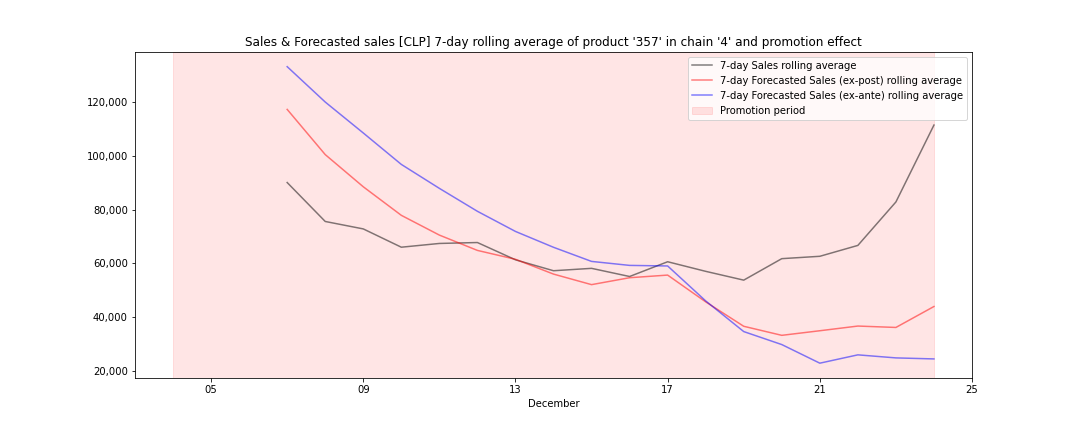 Sales & Forecasted sales [CLP] 7-day rolling average of product '357' in chain '4' and promotion effect
7-day Sales rolling average
7-day Forecasted Sales (ex-post) rolling average
7-day Forecasted Sales (ex-ante) rolling average
Promotion period
120,000
100,000
80,000
60,000
40,000
20,000
05 09 13 17 21 25
December